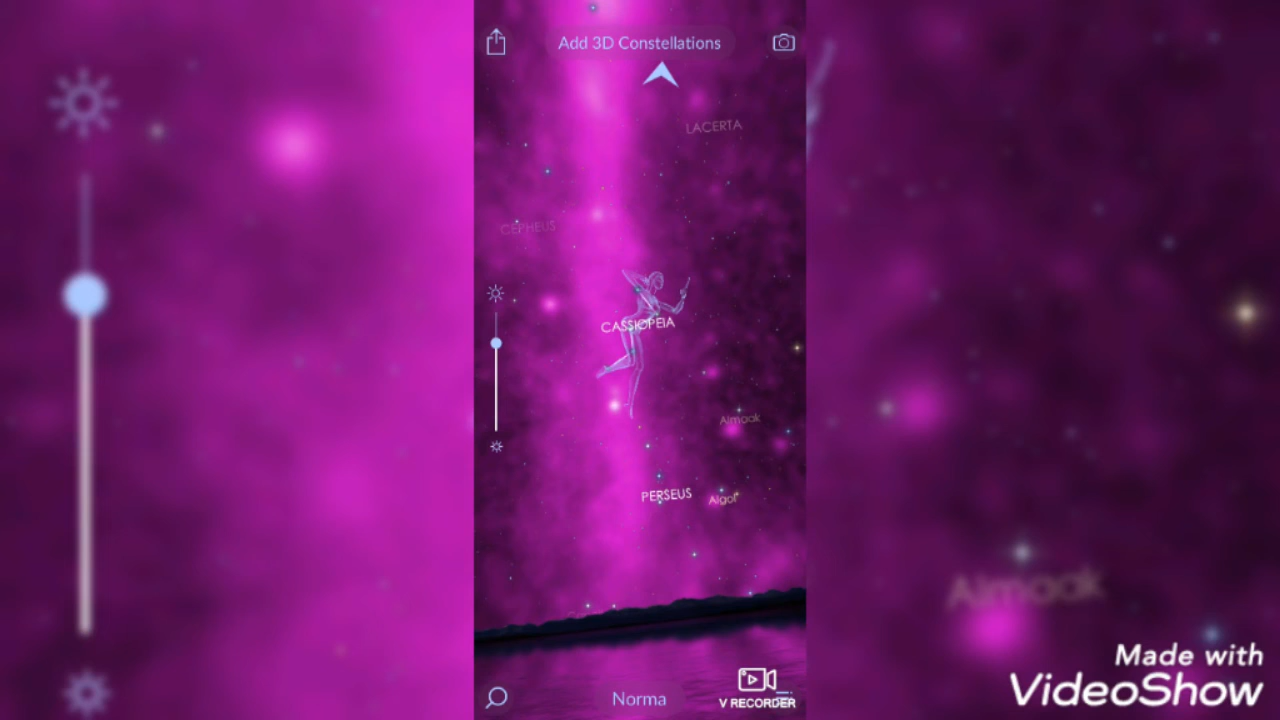 Add 3D Constellations
LACERTA
CEPHEUS
CASSIOPEIA
Almaak
PERSEUS
Algol
Almaak
Norma
V RECORDER
Made with
VideoShow